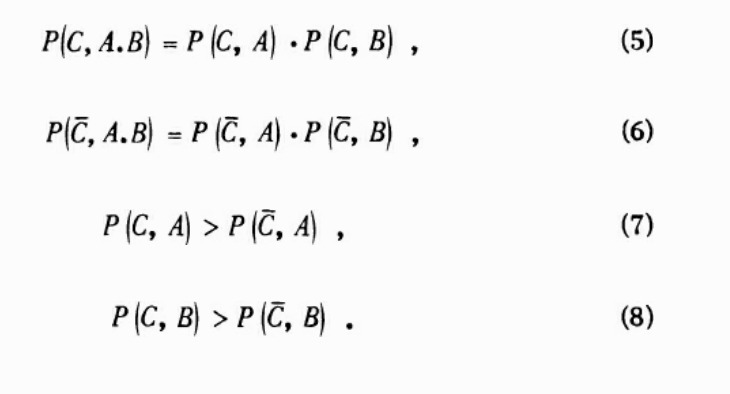 P(C, A.B) = P (C, A) · P (C, B) , (5)
P(C̄, A.B) = P (C̄, A) · P (C̄, B) , (6)
P (C, A) > P (C̄, A) , (7)
P (C, B) > P (C̄, B) . (8)